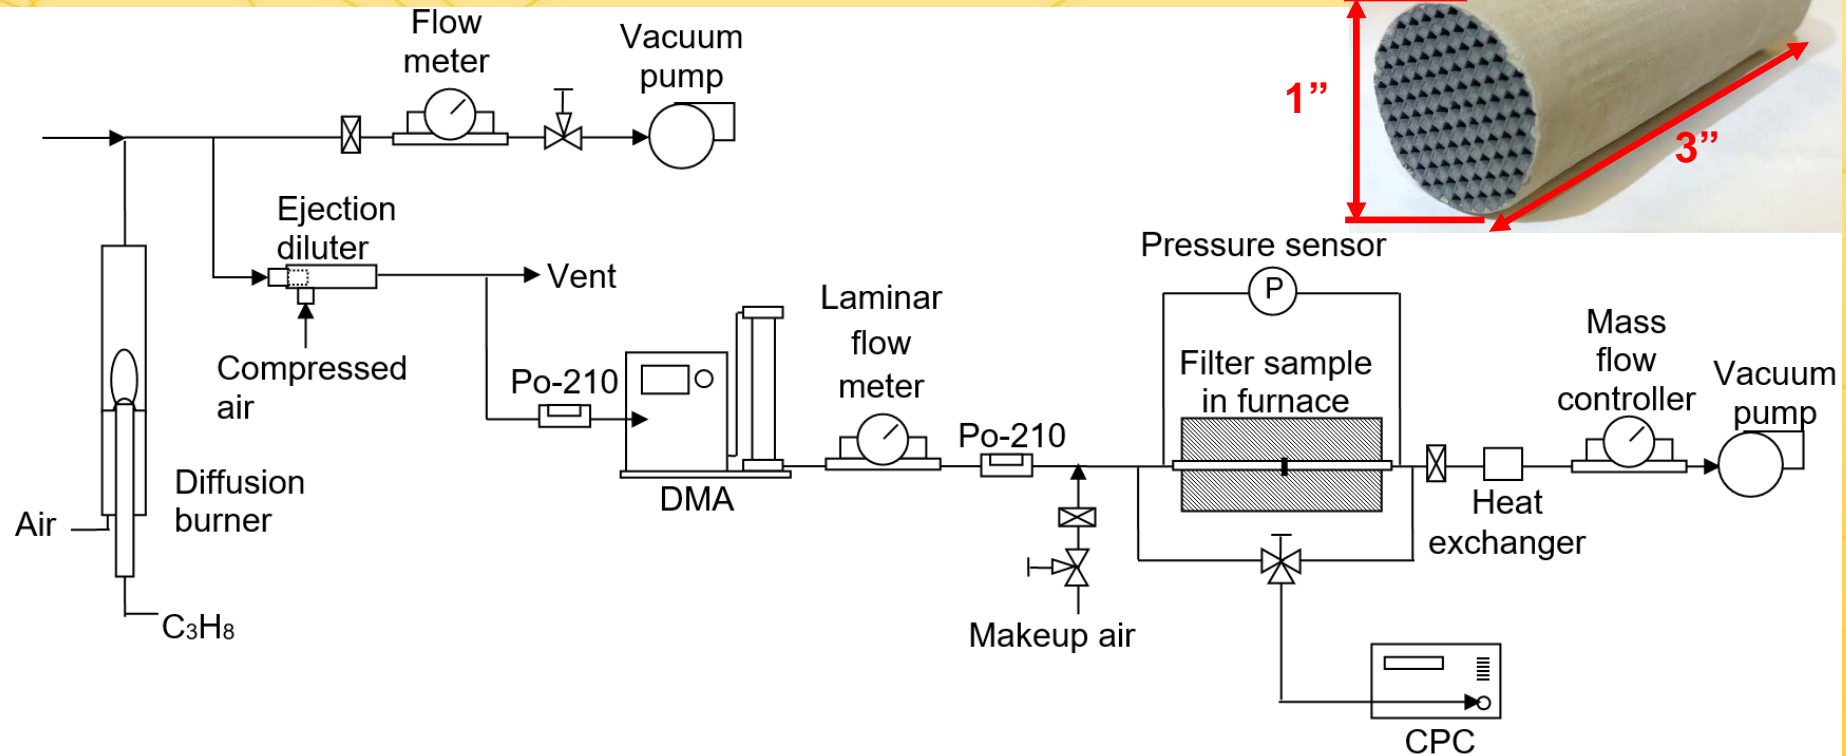 Flow
meter
Vacuum
pump
1”
3”
Ejection
diluter
Vent
Compressed
air
Po-210
DMA
Laminar
flow
meter
Po-210
Pressure sensor
P
Filter sample
in furnace
Mass
flow
controller
Vacuum
pump
Heat
exchanger
Makeup air
CPC
Diffusion
burner
Air
C3H8